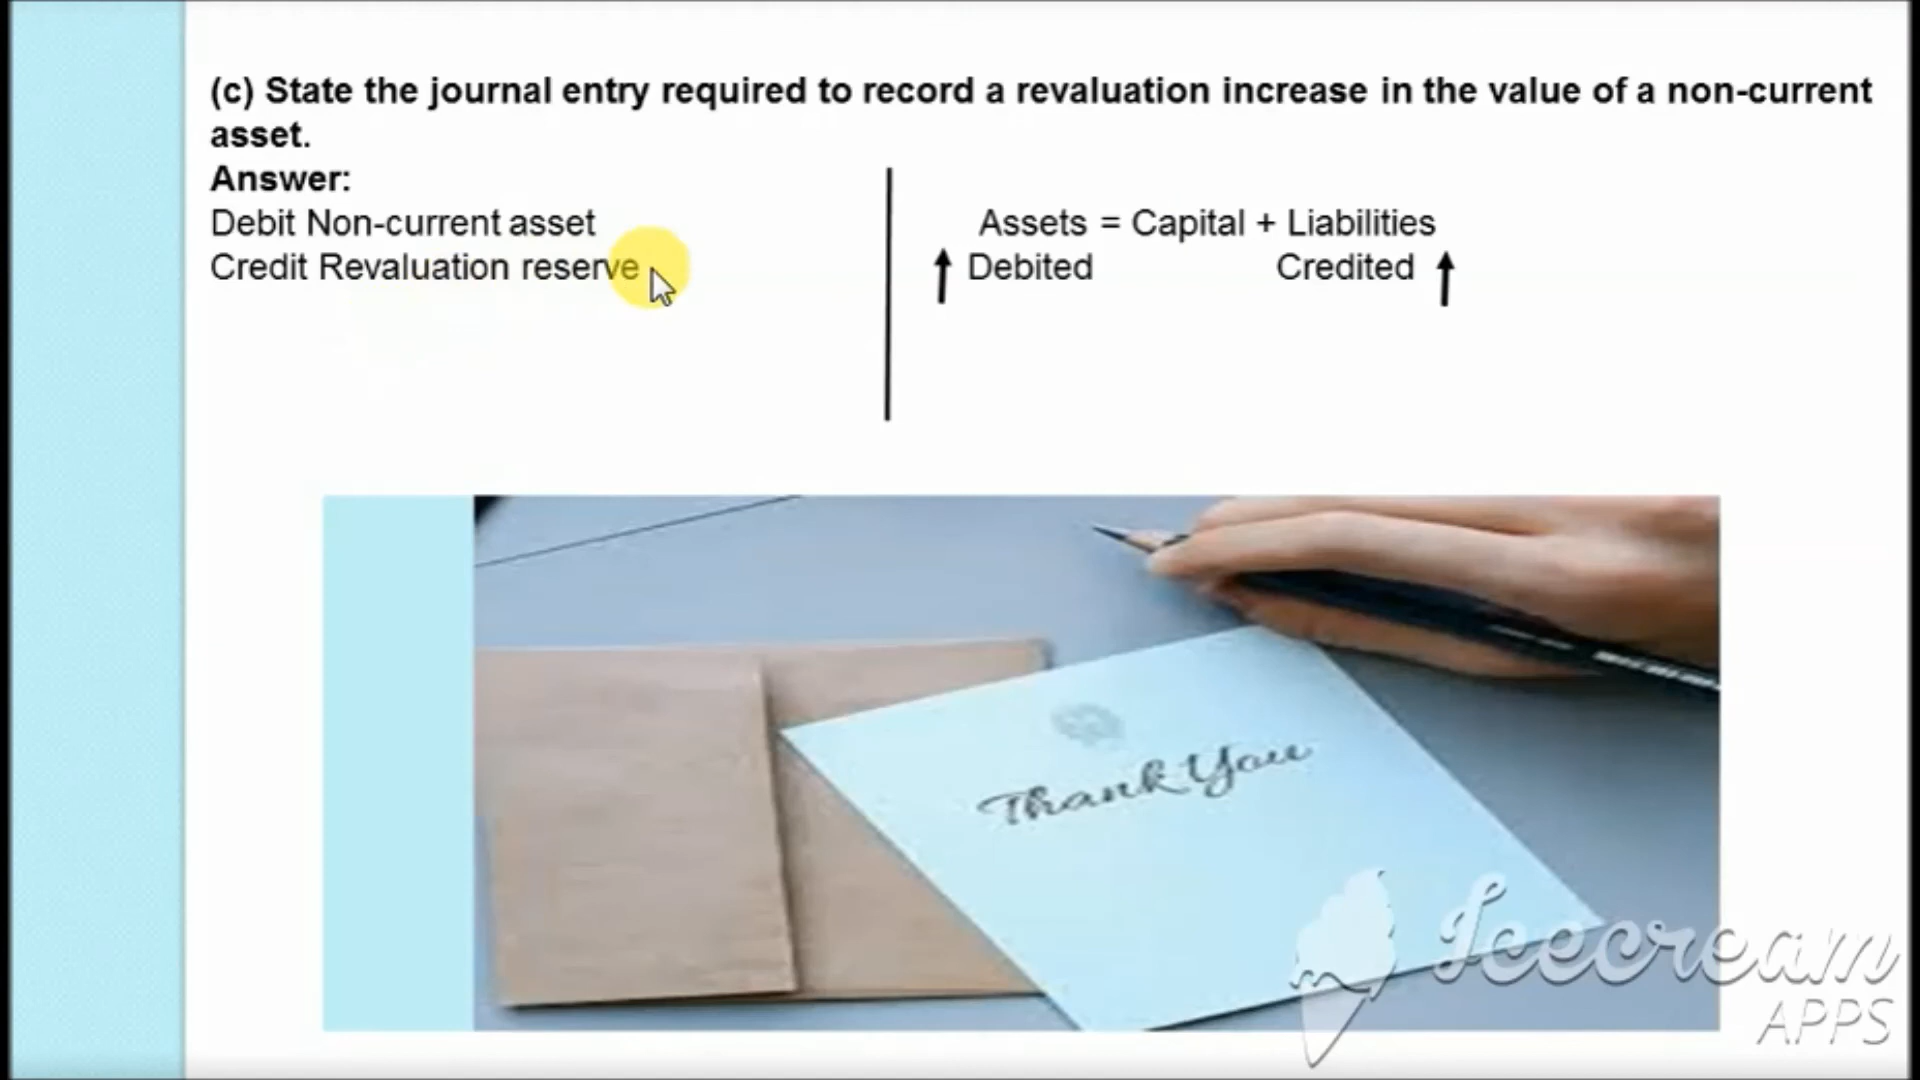 (c) State the journal entry required to record a revaluation increase in the value of a non-current
asset.
Answer:
Debit Non-current asset
Credit Revaluation reserve
Assets = Capital + Liabilities
Debited Credited
Thank You
Icecream
APPS